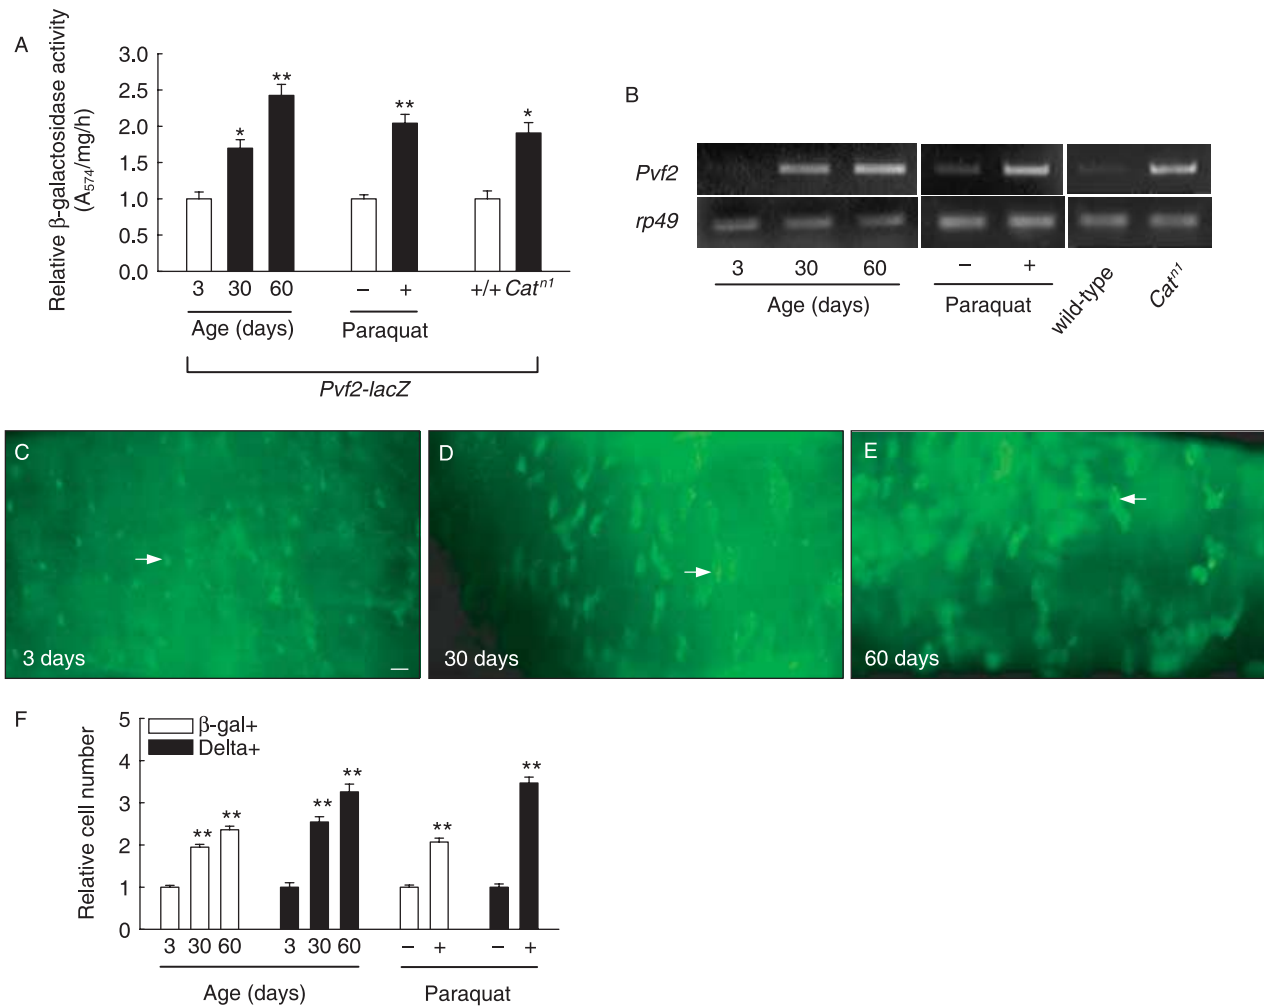 A
Relative β-galactosidase activity
(A574/mg/h)
3.0
2.5
2.0
1.5
1.0
0.5
0.0
*
**
**
*
3 30 60
– +
+/+ Catn1
Age (days)
Paraquat
Pvf2-lacZ
B
Pvf2
rp49
3 30 60
– +
wild-type
Catn1
Age (days)
Paraquat
C
3 days
D
30 days
E
60 days
F
β-gal+
Delta+
Relative cell number
5
4
3
2
1
0
**
**
**
**
**
**
3 30 60
3 30 60
– +
– +
Age (days)
Paraquat